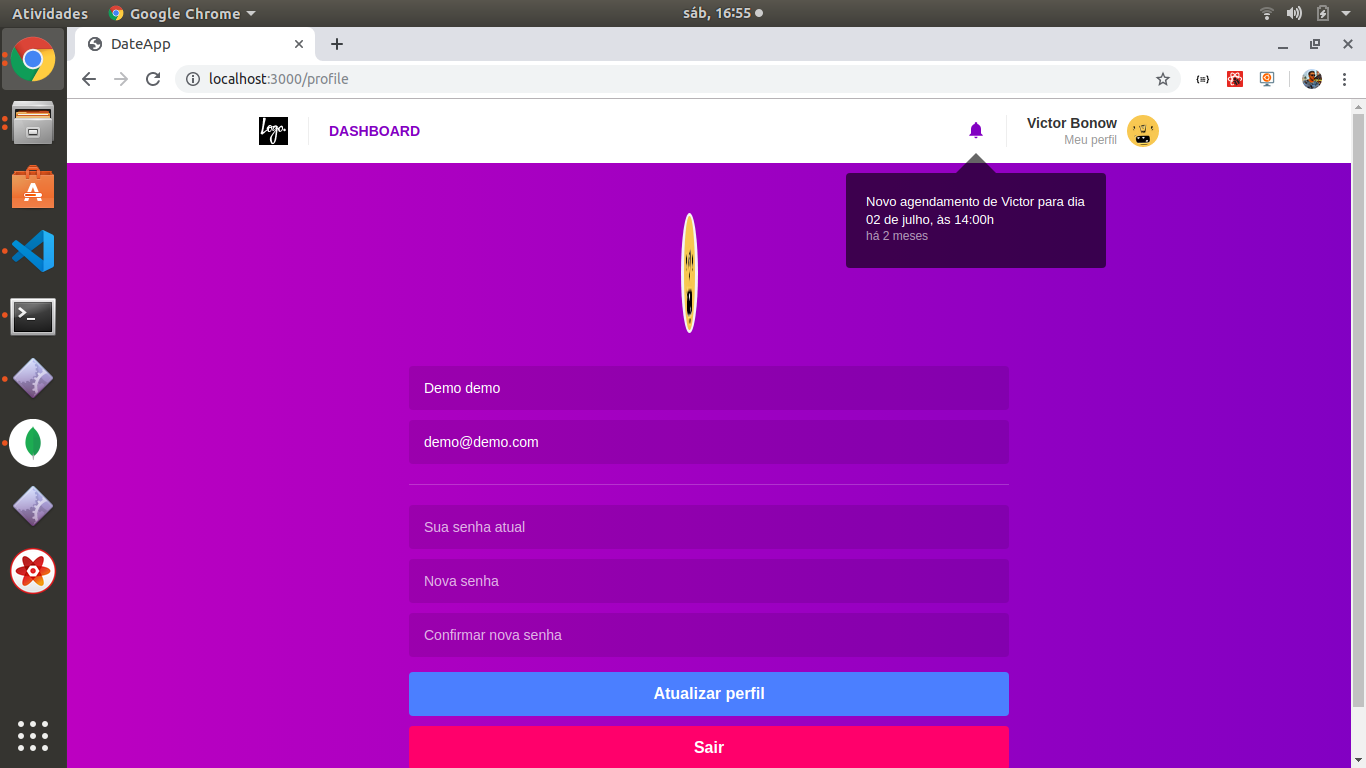 Atividades Google Chrome sáb, 16:55
DateApp
localhost:3000/profile
Logo. DASHBOARD Victor Bonow
Meu perfil
Novo agendamento de Victor para dia
02 de julho, às 14:00h
há 2 meses
Demo demo
demo@demo.com
Sua senha atual
Nova senha
Confirmar nova senha
Atualizar perfil
Sair